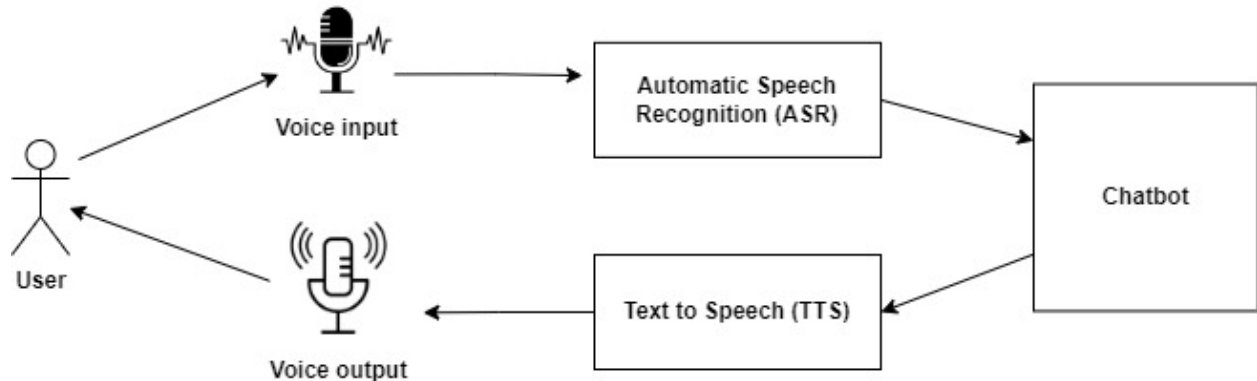 Voice input
Automatic Speech
Recognition (ASR)
Chatbot
User
Text to Speech (TTS)
Voice output